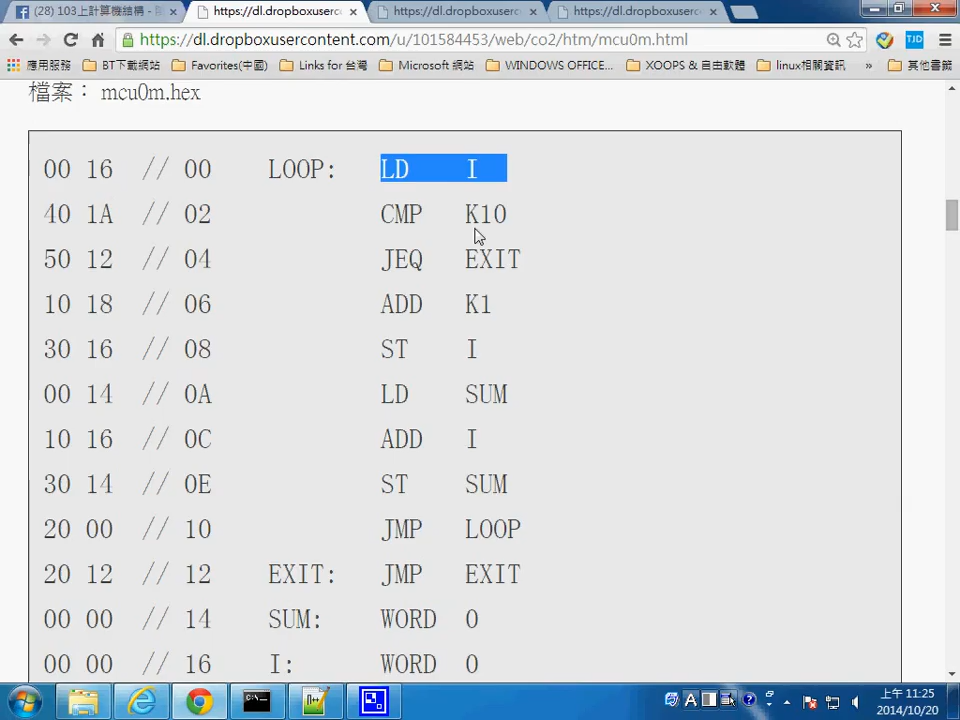 (28) 103上計算機結構 -
https://dl.dropboxuserc
https://dl.dropboxuserc
https://dl.dropboxuserc
https://dl.dropboxusercontent.com/u/101584453/web/co2/htm/mcu0m.html
TJD
應用服務 BT下載網站 Favorites(中國) Links for 台灣 Microsoft 網站 WINDOWS OFFICE... XOOPS & 自由軟體 linux相關資訊 » 其他書籤
檔案： mcu0m.hex
00 16 // 00 LOOP: LD I
40 1A // 02 CMP K10
50 12 // 04 JEQ EXIT
10 18 // 06 ADD K1
30 16 // 08 ST I
00 14 // 0A LD SUM
10 16 // 0C ADD I
30 14 // 0E ST SUM
20 00 // 10 JMP LOOP
20 12 // 12 EXIT: JMP EXIT
00 00 // 14 SUM: WORD 0
00 00 // 16 I: WORD 0
A
上午 11:25
2014/10/20